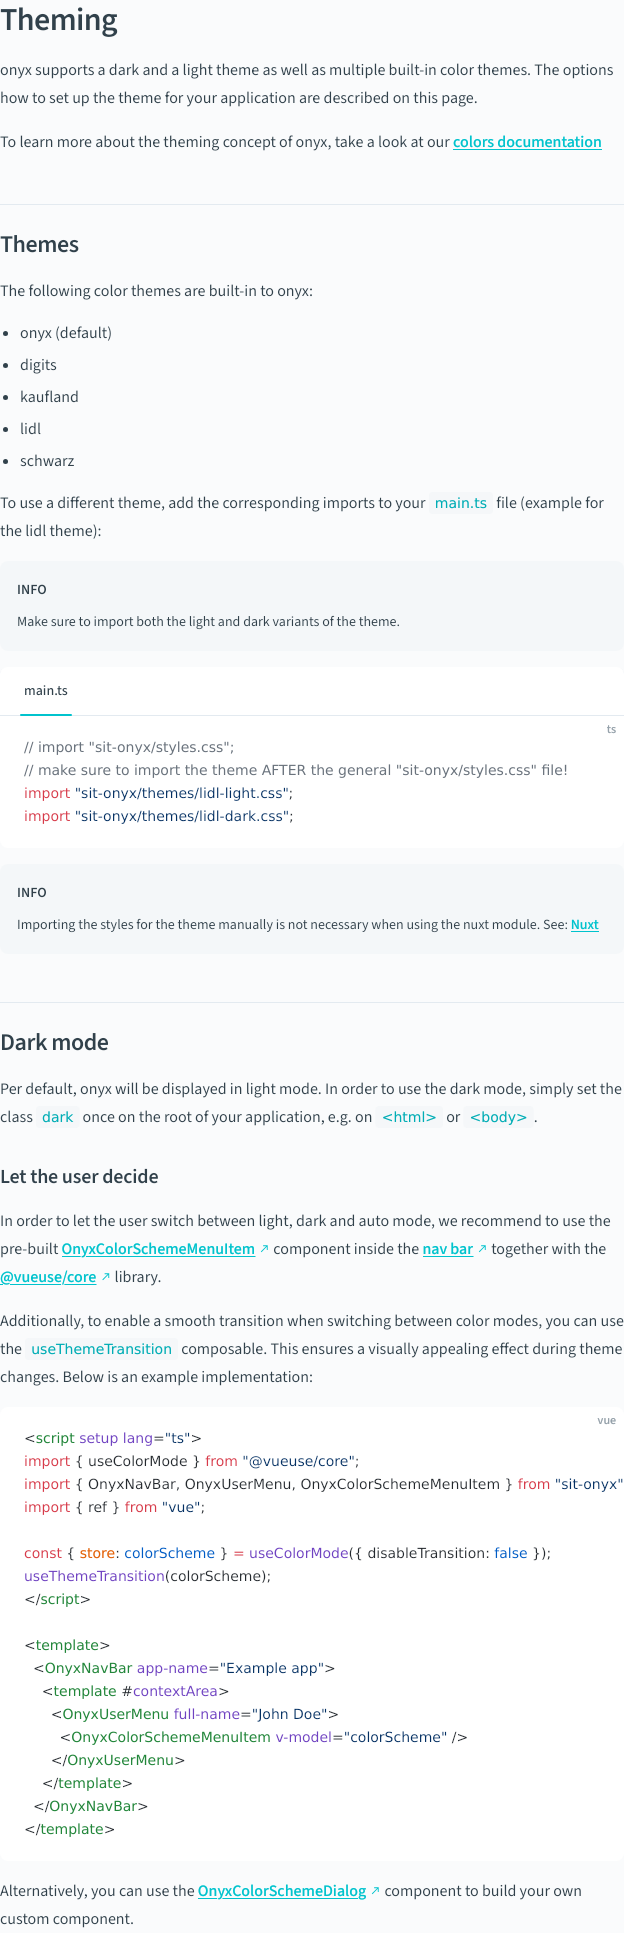 Theming
onyx supports a dark and a light theme as well as multiple built-in color themes. The options
how to set up the theme for your application are described on this page.
To learn more about the theming concept of onyx, take a look at our colors documentation
Themes
The following color themes are built-in to onyx:
• onyx (default)
• digits
• kaufland
• lidl
• schwarz
To use a different theme, add the corresponding imports to your main.ts file (example for
the lidl theme):
INFO
Make sure to import both the light and dark variants of the theme.
main.ts
ts
// import "sit-onyx/styles.css";
// make sure to import the theme AFTER the general "sit-onyx/styles.css" file!
import "sit-onyx/themes/lidl-light.css";
import "sit-onyx/themes/lidl-dark.css";
INFO
Importing the styles for the theme manually is not necessary when using the nuxt module. See: Nuxt
Dark mode
Per default, onyx will be displayed in light mode. In order to use the dark mode, simply set the
class dark once on the root of your application, e.g. on <html> or <body> .
Let the user decide
In order to let the user switch between light, dark and auto mode, we recommend to use the
pre-built OnyxColorSchemeMenuItem ↗ component inside the nav bar ↗ together with the
@vueuse/core ↗ library.
Additionally, to enable a smooth transition when switching between color modes, you can use
the useThemeTransition composable. This ensures a visually appealing effect during theme
changes. Below is an example implementation:
vue
<script setup lang="ts">
import { useColorMode } from "@vueuse/core";
import { OnyxNavBar, OnyxUserMenu, OnyxColorSchemeMenuItem } from "sit-onyx"
import { ref } from "vue";
const { store: colorScheme } = useColorMode({ disableTransition: false });
useThemeTransition(colorScheme);
</script>
<template>
  <OnyxNavBar app-name="Example app">
    <template #contextArea>
      <OnyxUserMenu full-name="John Doe">
        <OnyxColorSchemeMenuItem v-model="colorScheme" />
      </OnyxUserMenu>
    </template>
  </OnyxNavBar>
</template>
Alternatively, you can use the OnyxColorSchemeDialog ↗ component to build your own
custom component.